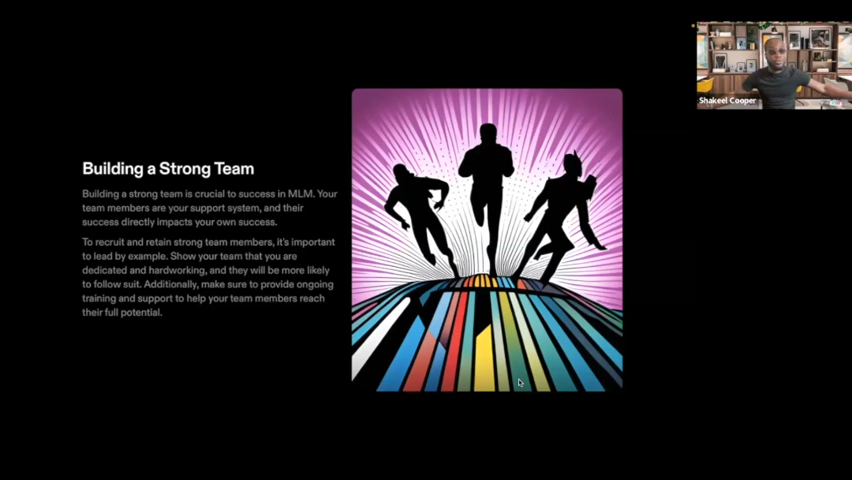 Shakeel Cooper
Building a Strong Team
Building a strong team is crucial to success in MLM. Your
team members are your support system, and their
success directly impacts your own success.
To recruit and retain strong team members, it's important
to lead by example. Show your team that you are
dedicated and hardworking, and they will be more likely
to follow suit. Additionally, make sure to provide ongoing
training and support to help your team members reach
their full potential.